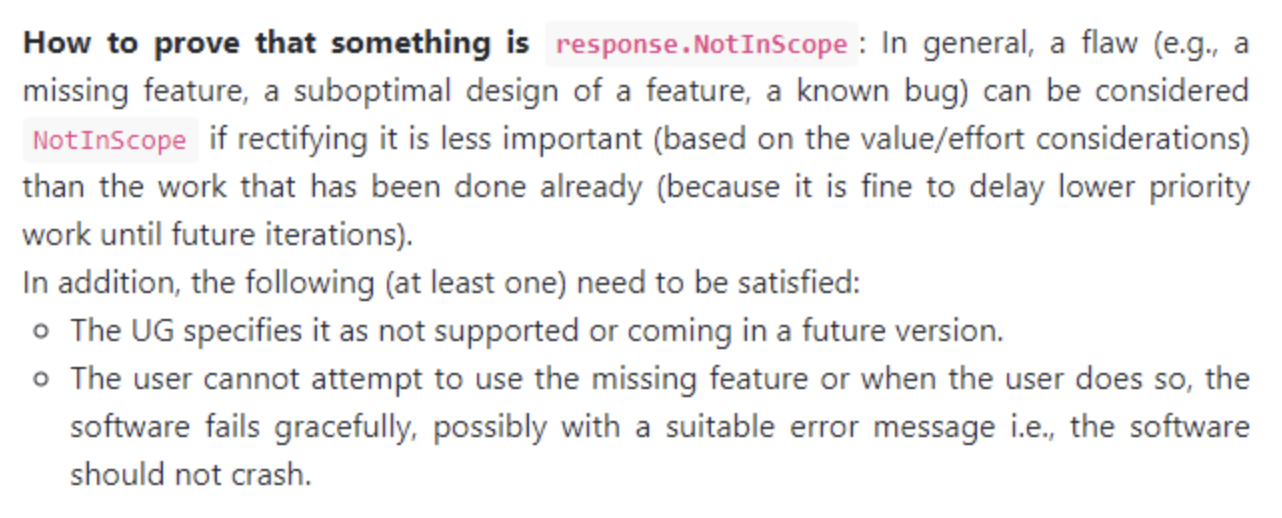 How to prove that something is response.NotInScope: In general, a flaw (e.g., a
missing feature, a suboptimal design of a feature, a known bug) can be considered
NotInScope if rectifying it is less important (based on the value/effort considerations)
than the work that has been done already (because it is fine to delay lower priority
work until future iterations).
In addition, the following (at least one) need to be satisfied:
○ The UG specifies it as not supported or coming in a future version.
○ The user cannot attempt to use the missing feature or when the user does so, the
software fails gracefully, possibly with a suitable error message i.e., the software
should not crash.